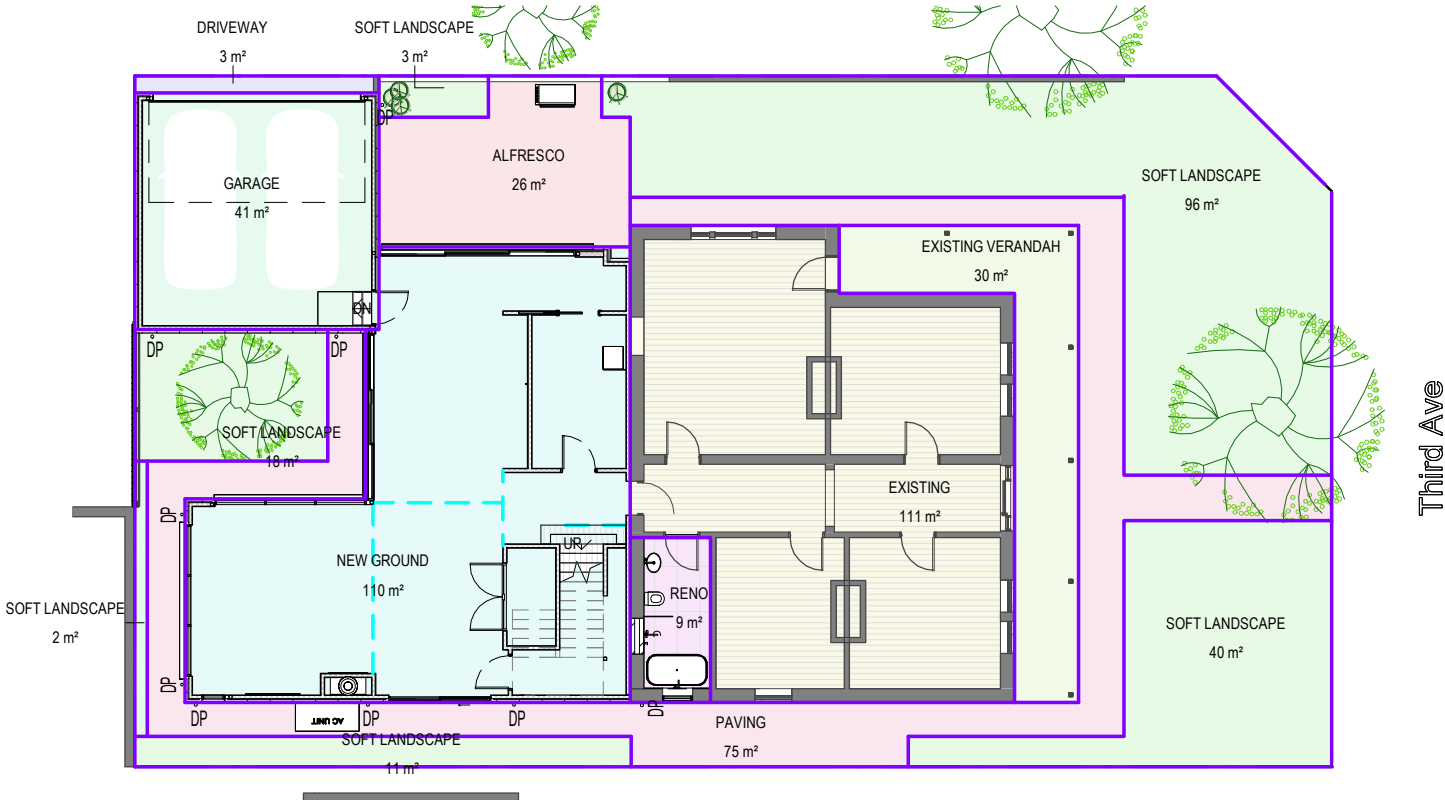 DRIVEWAY
3 m²
SOFT LANDSCAPE
3 m²
DP
ALFRESCO
26 m²
GARAGE
41 m²
SOFT LANDSCAPE
96 m²
EXISTING VERANDAH
30 m²
DN
DP
DP
SOFT LANDSCAPE
18 m²
Third Ave
EXISTING
111 m²
DP
UP
NEW GROUND
110 m²
RENO
9 m²
SOFT LANDSCAPE
2 m²
SOFT LANDSCAPE
40 m²
DP
DP
AC UNIT
DP
DP
DP
PAVING
75 m²
SOFT LANDSCAPE
11 m²